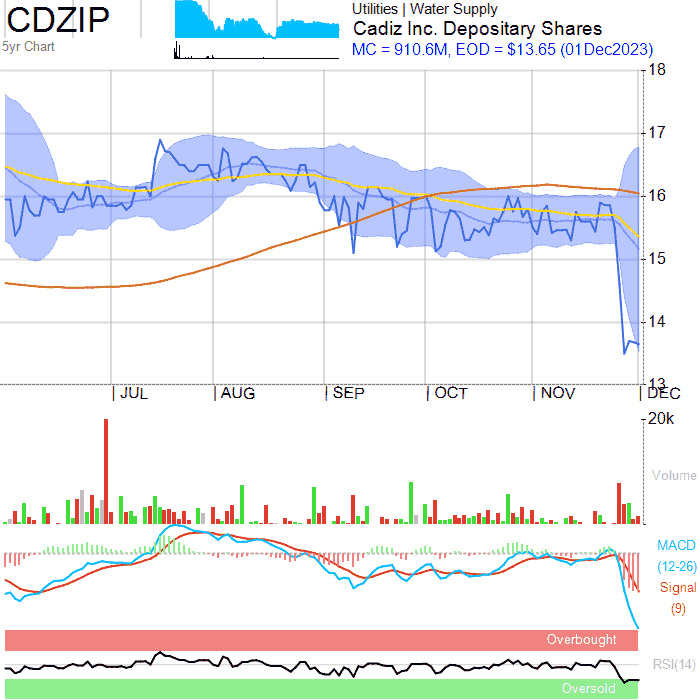 CDZIP
5yr Chart
Utilities | Water Supply
Cadiz Inc. Depositary Shares
MC = 910.6M, EOD = $13.65 (01Dec2023)
18
17
16
15
14
13
JUL AUG SEP OCT NOV DEC
20k
Volume
MACD
(12-26)
Signal
(9)
Overbought
RSI(14)
Oversold